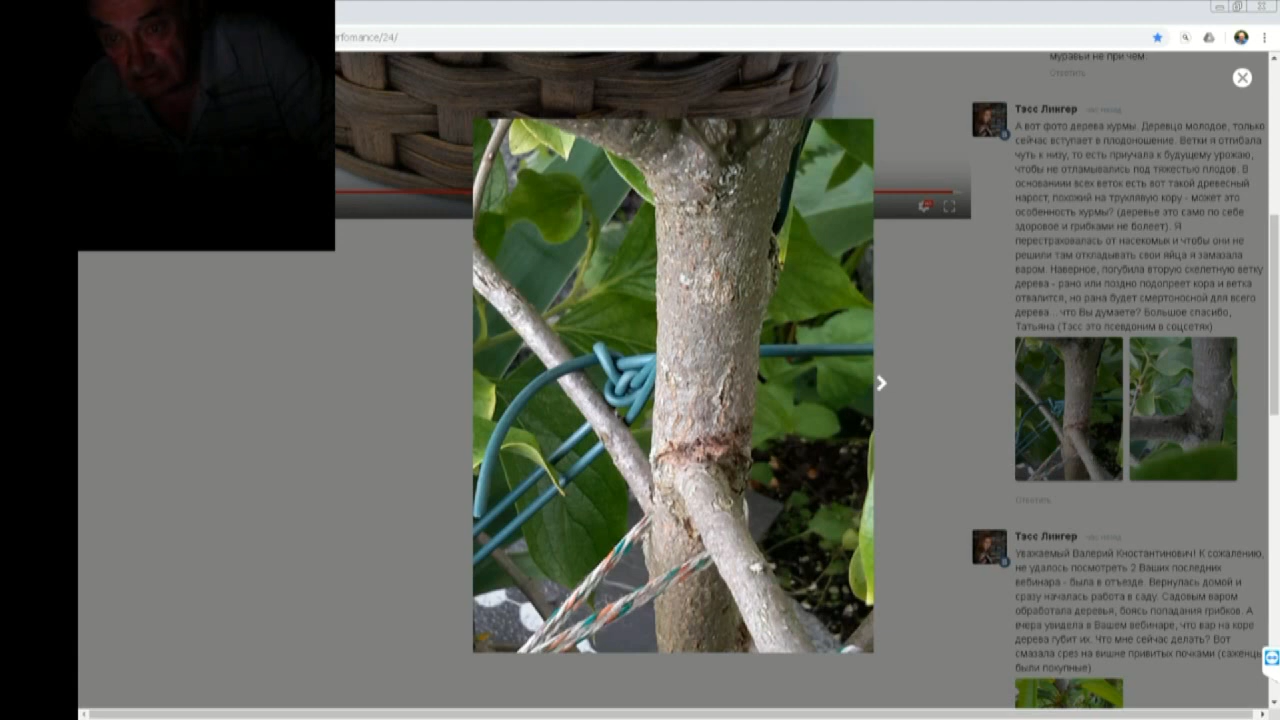 rfomance/24/
муравьи не при чем.
Ответить
Тэсс Лингер час назад
А вот фото дерева хурмы. Деревцо молодое, только
сейчас вступает в плодоношение. Ветки я отгибала
чуть к низу, то есть приучала к будущему урожаю,
чтобы не отламывались под тяжестью плодов. В
основаниии всех веток есть вот такой древесный
нарост, похожий на трухлявую кору - может это
особенность хурмы? (деревье это само по себе
здоровое и грибками не болеет). Я
перестраховалась от насекомых и чтобы они не
решили там откладывать свои яйца я замазала
варом. Наверное, погубила вторую скелетную ветку
дерева - рано или поздно подопреет кора и ветка
отвалится, но рана будет смертоносной для всего
дерева... что Вы думаете? Большое спасибо,
Татьяна (Тэсс это псевдоним в соцсетях)
Ответить
Тэсс Лингер час назад
Уважаемый Валерий Кностантинович! К сожалению,
не удалось посмотреть 2 Ваших последних
вебинара - была в отъезде. Вернулась домой и
сразу началась работа в саду. Садовым варом
обработала деревья, боясь попадания грибков. А
вчера увидела в Вашем вебинаре, что вар на коре
дерева губит их. Что мне сейчас делать? Вот
смазала срез на вишне привитых почками (саженцы
были покупные)